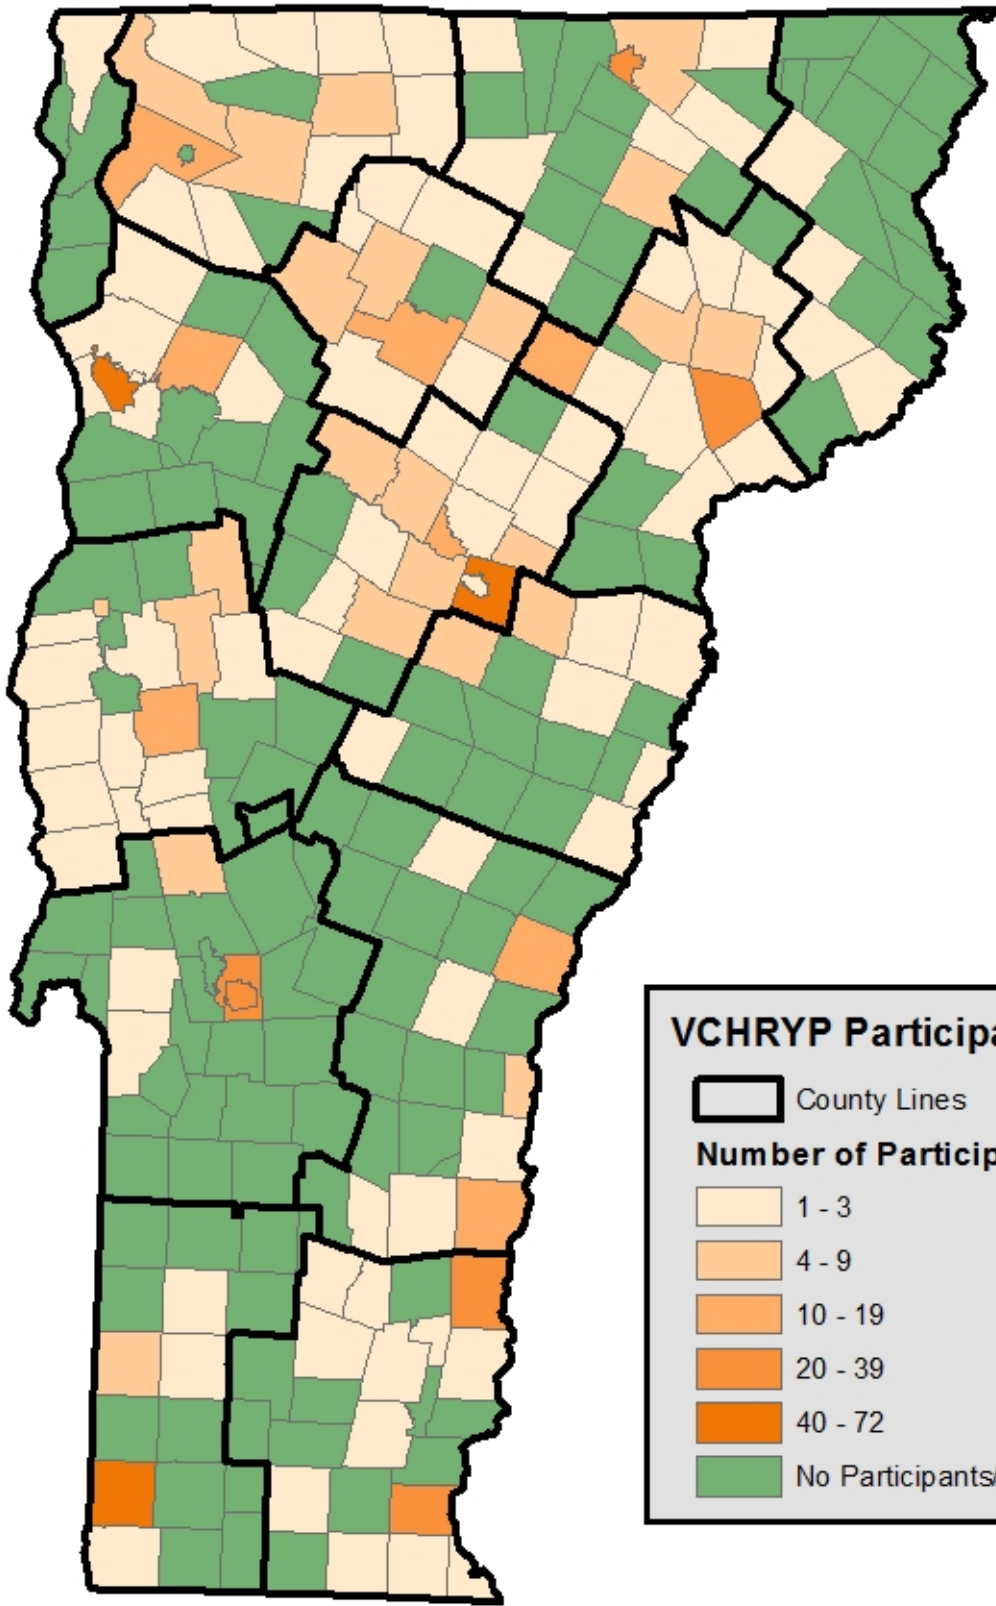 VCHRYP Participa
County Lines
Number of Particip
1 - 3
4 - 9
10 - 19
20 - 39
40 - 72
No Participants/